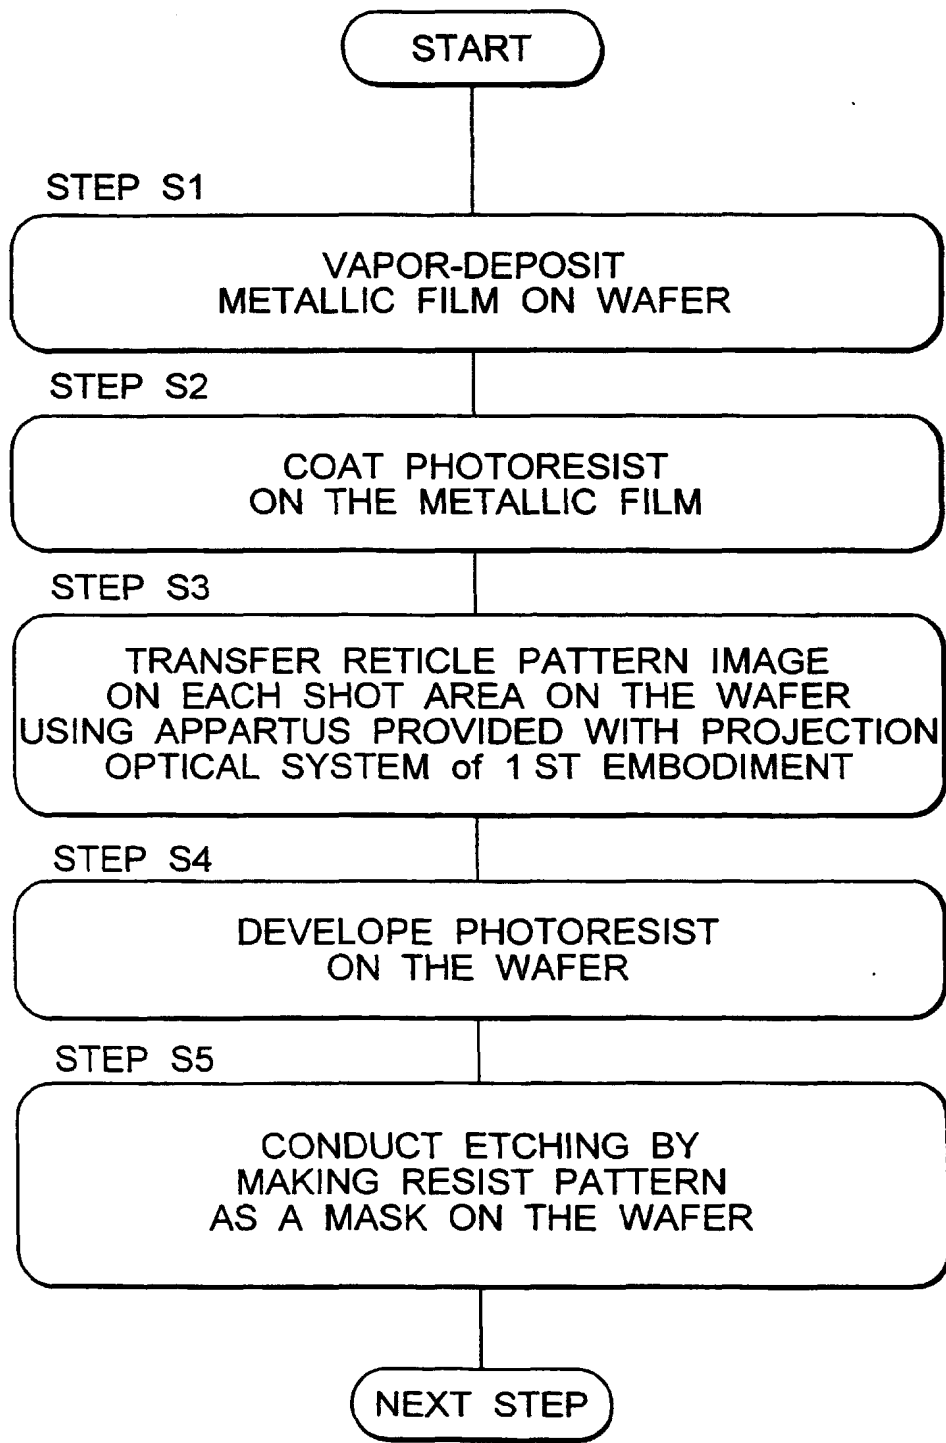 START
STEP S1
VAPOR-DEPOSIT
METALLIC FILM ON WAFER
STEP S2
COAT PHOTORESIST
ON THE METALLIC FILM
STEP S3
TRANSFER RETICLE PATTERN IMAGE
ON EACH SHOT AREA ON THE WAFER
USING APPARTUS PROVIDED WITH PROJECTION
OPTICAL SYSTEM of 1 ST EMBODIMENT
STEP S4
DEVELOPE PHOTORESIST
ON THE WAFER
STEP S5
CONDUCT ETCHING BY
MAKING RESIST PATTERN
AS A MASK ON THE WAFER
NEXT STEP